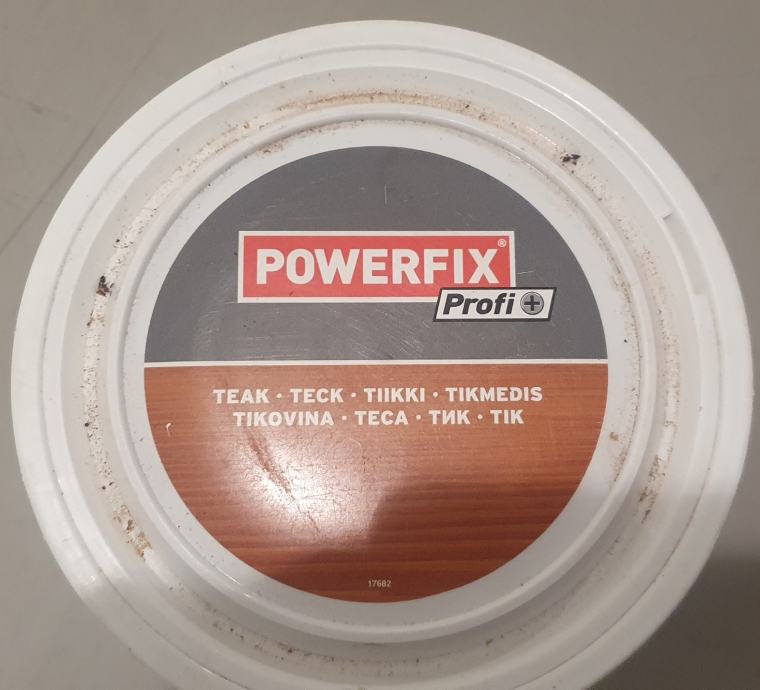 POWERFIX®
Profi+
TEAK · TECK · TIIKKI · TIKMEDIS
TIKOVINA · TECA · ТИК · TIK
17682